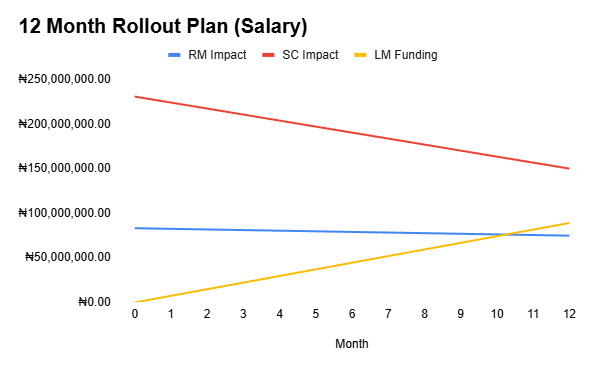 12 Month Rollout Plan (Salary)
RM Impact SC Impact LM Funding
₦250,000,000.00
₦200,000,000.00
₦150,000,000.00
₦100,000,000.00
₦50,000,000.00
₦0.00
0 1 2 3 4 5 6 7 8 9 10 11 12
Month